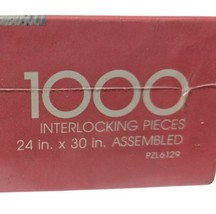 1000
INTERLOCKING PIECES
24 in. x 30 in. ASSEMBLED
PZL6129